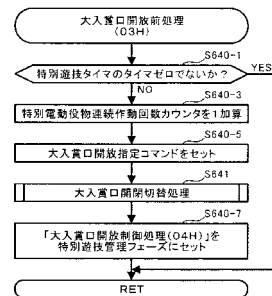 大入賞口開放前処理
(03H)
S640-1
特別遊技タイマのタイマゼロでないか?
YES
NO
S640-3
特別電動役物連続作動回数カウンタを1加算
S640-5
大入賞口開放指定コマンドをセット
S641
大入賞口開閉切替処理
S640-7
「大入賞口開放制御処理(04H)」を
特別遊技管理フェーズにセット
RET